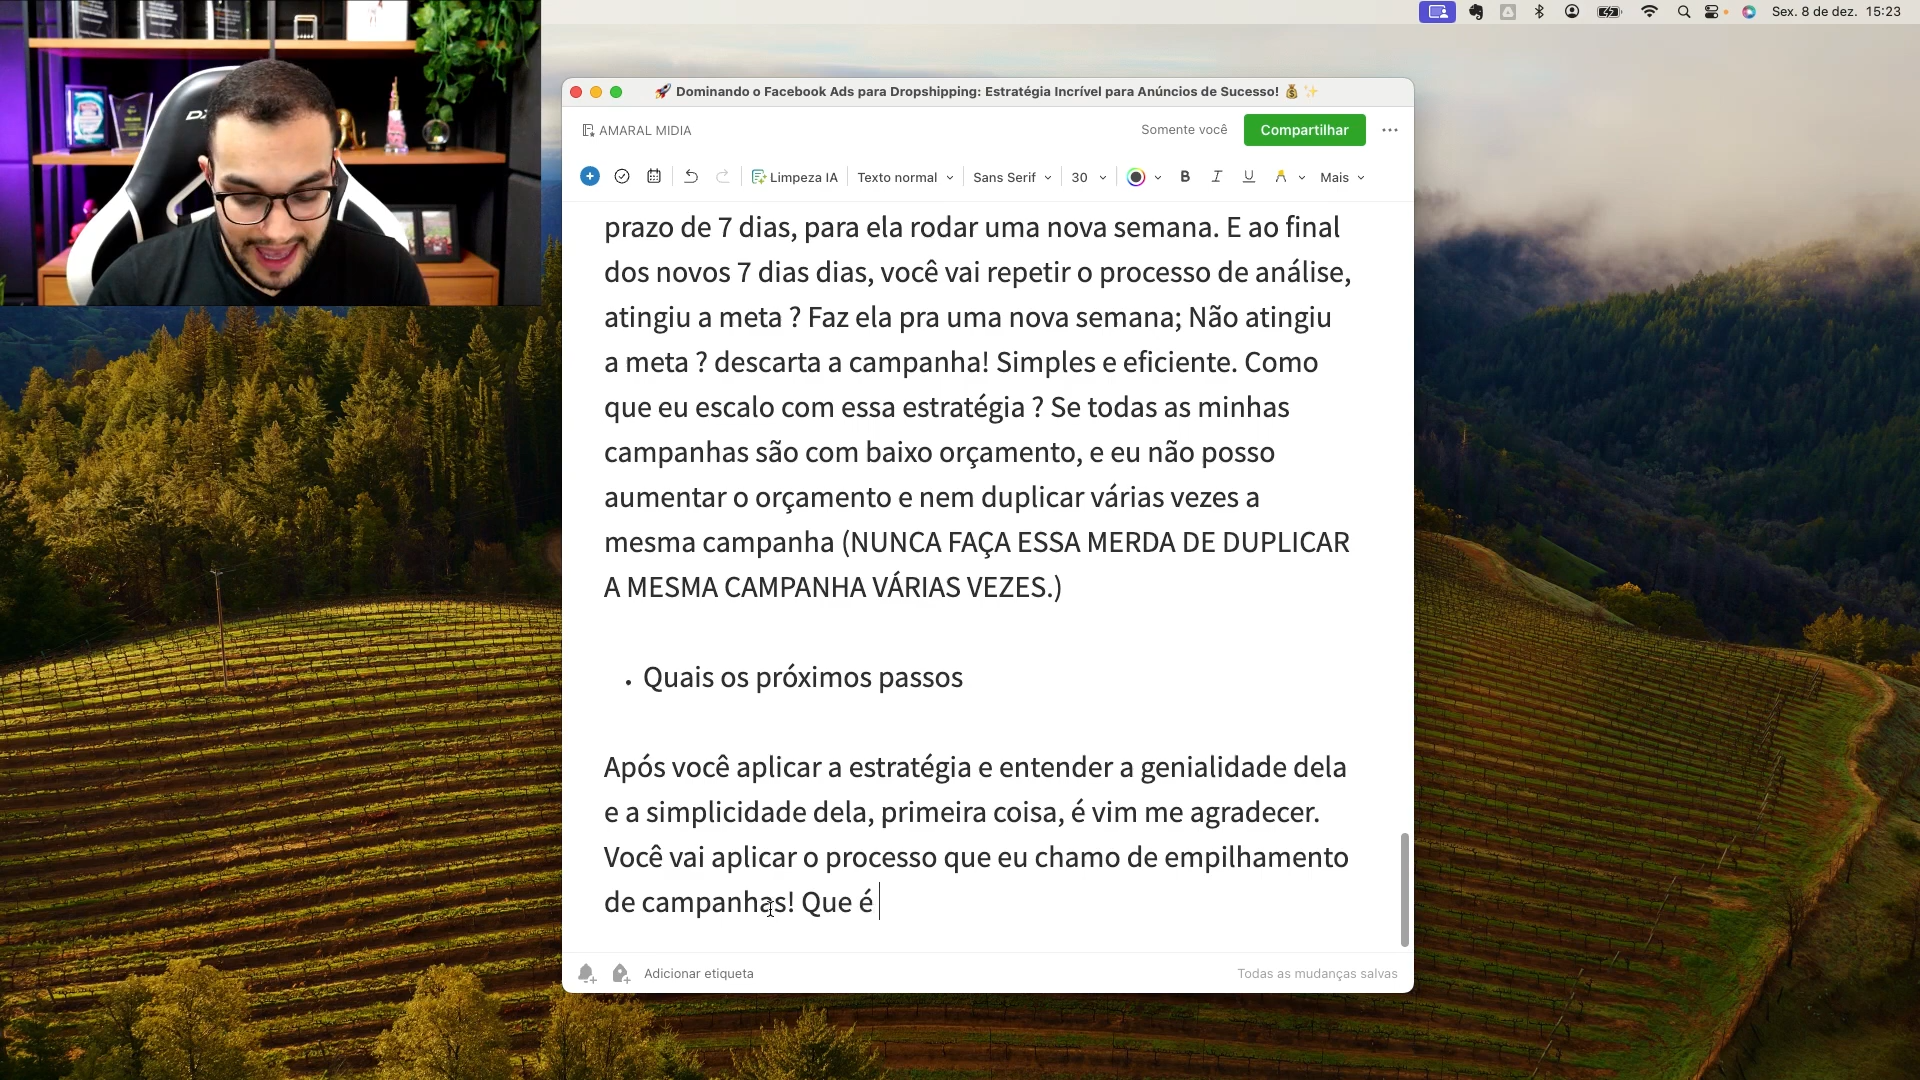 Sex. 8 de dez. 15:23
🚀 Dominando o Facebook Ads para Dropshipping: Estratégia Incrível para Anúncios de Sucesso! 💰 ✨
AMARAL MIDIA
Somente você
Compartilhar
Limpeza IA
Texto normal
Sans Serif
30
B I U
Mais
prazo de 7 dias, para ela rodar uma nova semana. E ao final
dos novos 7 dias dias, você vai repetir o processo de análise,
atingiu a meta ? Faz ela pra uma nova semana; Não atingiu
a meta ? descarta a campanha! Simples e eficiente. Como
que eu escalo com essa estratégia ? Se todas as minhas
campanhas são com baixo orçamento, e eu não posso
aumentar o orçamento e nem duplicar várias vezes a
mesma campanha (NUNCA FAÇA ESSA MERDA DE DUPLICAR
A MESMA CAMPANHA VÁRIAS VEZES.)
• Quais os próximos passos
Após você aplicar a estratégia e entender a genialidade dela
e a simplicidade dela, primeira coisa, é vim me agradecer.
Você vai aplicar o processo que eu chamo de empilhamento
de campanhas! Que é
Adicionar etiqueta
Todas as mudanças salvas